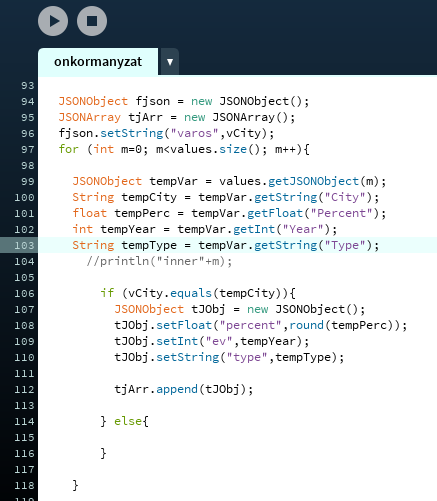 onkormanyzat ▼
93
94 JSONObject fjson = new JSONObject();
95 JSONArray tjArr = new JSONArray();
96 fjson.setString("varos",vCity);
97 for (int m=0; m<values.size(); m++){
98
99 JSONObject tempVar = values.getJSONObject(m);
100 String tempCity = tempVar.getString("City");
101 float tempPerc = tempVar.getFloat("Percent");
102 int tempYear = tempVar.getInt("Year");
103 String tempType = tempVar.getString("Type");
104 //println("inner"+m);
105
106 if (vCity.equals(tempCity)){
107 JSONObject tJObj = new JSONObject();
108 tJObj.setFloat("percent",round(tempPerc));
109 tJObj.setInt("ev",tempYear);
110 tJObj.setString("type",tempType);
111
112 tjArr.append(tJObj);
113
114 } else{
115
116 }
117
118 }